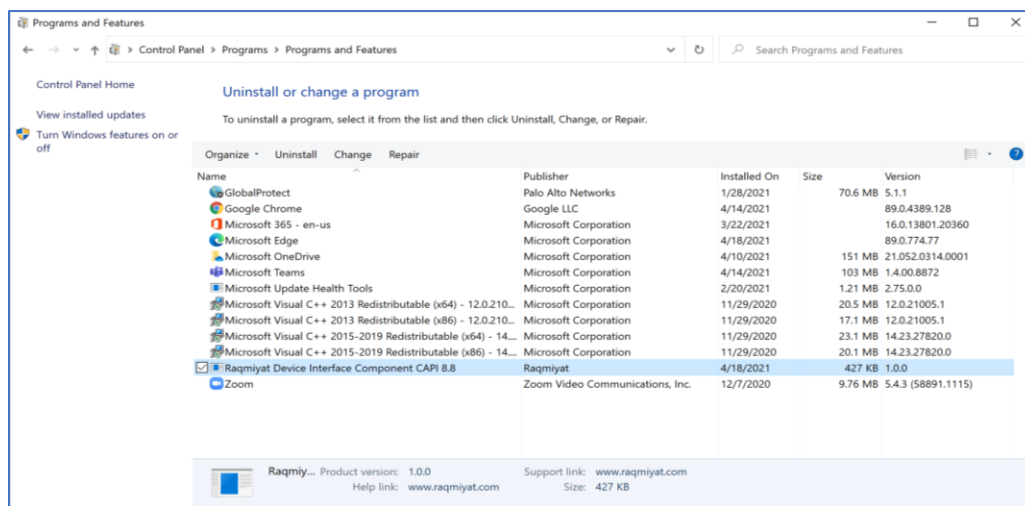 Programs and Features
Control Panel > Programs > Programs and Features
Search Programs and Features
Control Panel Home
View installed updates
Turn Windows features on or
off
Uninstall or change a program
To uninstall a program, select it from the list and then click Uninstall, Change, or Repair.
Organize Uninstall Change Repair
Name Publisher Installed On Size Version
GlobalProtect Palo Alto Networks 1/28/2021 70.6 MB 5.1.1
Google Chrome Google LLC 4/14/2021 89.0.4389.128
Microsoft 365 - en-us Microsoft Corporation 3/22/2021 16.0.13801.20360
Microsoft Edge Microsoft Corporation 4/18/2021 89.0.774.77
Microsoft OneDrive Microsoft Corporation 4/10/2021 151 MB 21.052.0314.0001
Microsoft Teams Microsoft Corporation 4/14/2021 103 MB 1.4.00.8872
Microsoft Update Health Tools Microsoft Corporation 2/20/2021 1.21 MB 2.75.0.0
Microsoft Visual C++ 2013 Redistributable (x64) - 12.0.210... Microsoft Corporation 11/29/2020 20.5 MB 12.0.21005.1
Microsoft Visual C++ 2013 Redistributable (x86) - 12.0.210... Microsoft Corporation 11/29/2020 17.1 MB 12.0.21005.1
Microsoft Visual C++ 2015-2019 Redistributable (x64) - 14.... Microsoft Corporation 11/29/2020 23.1 MB 14.23.27820.0
Microsoft Visual C++ 2015-2019 Redistributable (x86) - 14.... Microsoft Corporation 11/29/2020 20.1 MB 14.23.27820.0
Raqmiyat Device Interface Component CAPI 8.8 Raqmiyat 4/18/2021 427 KB 1.0.0
Zoom Zoom Video Communications, Inc. 12/7/2020 9.76 MB 5.4.3 (58891.1115)
Raqmiy... Product version: 1.0.0 Support link: www.raqmiyat.com
Help link: www.raqmiyat.com Size: 427 KB